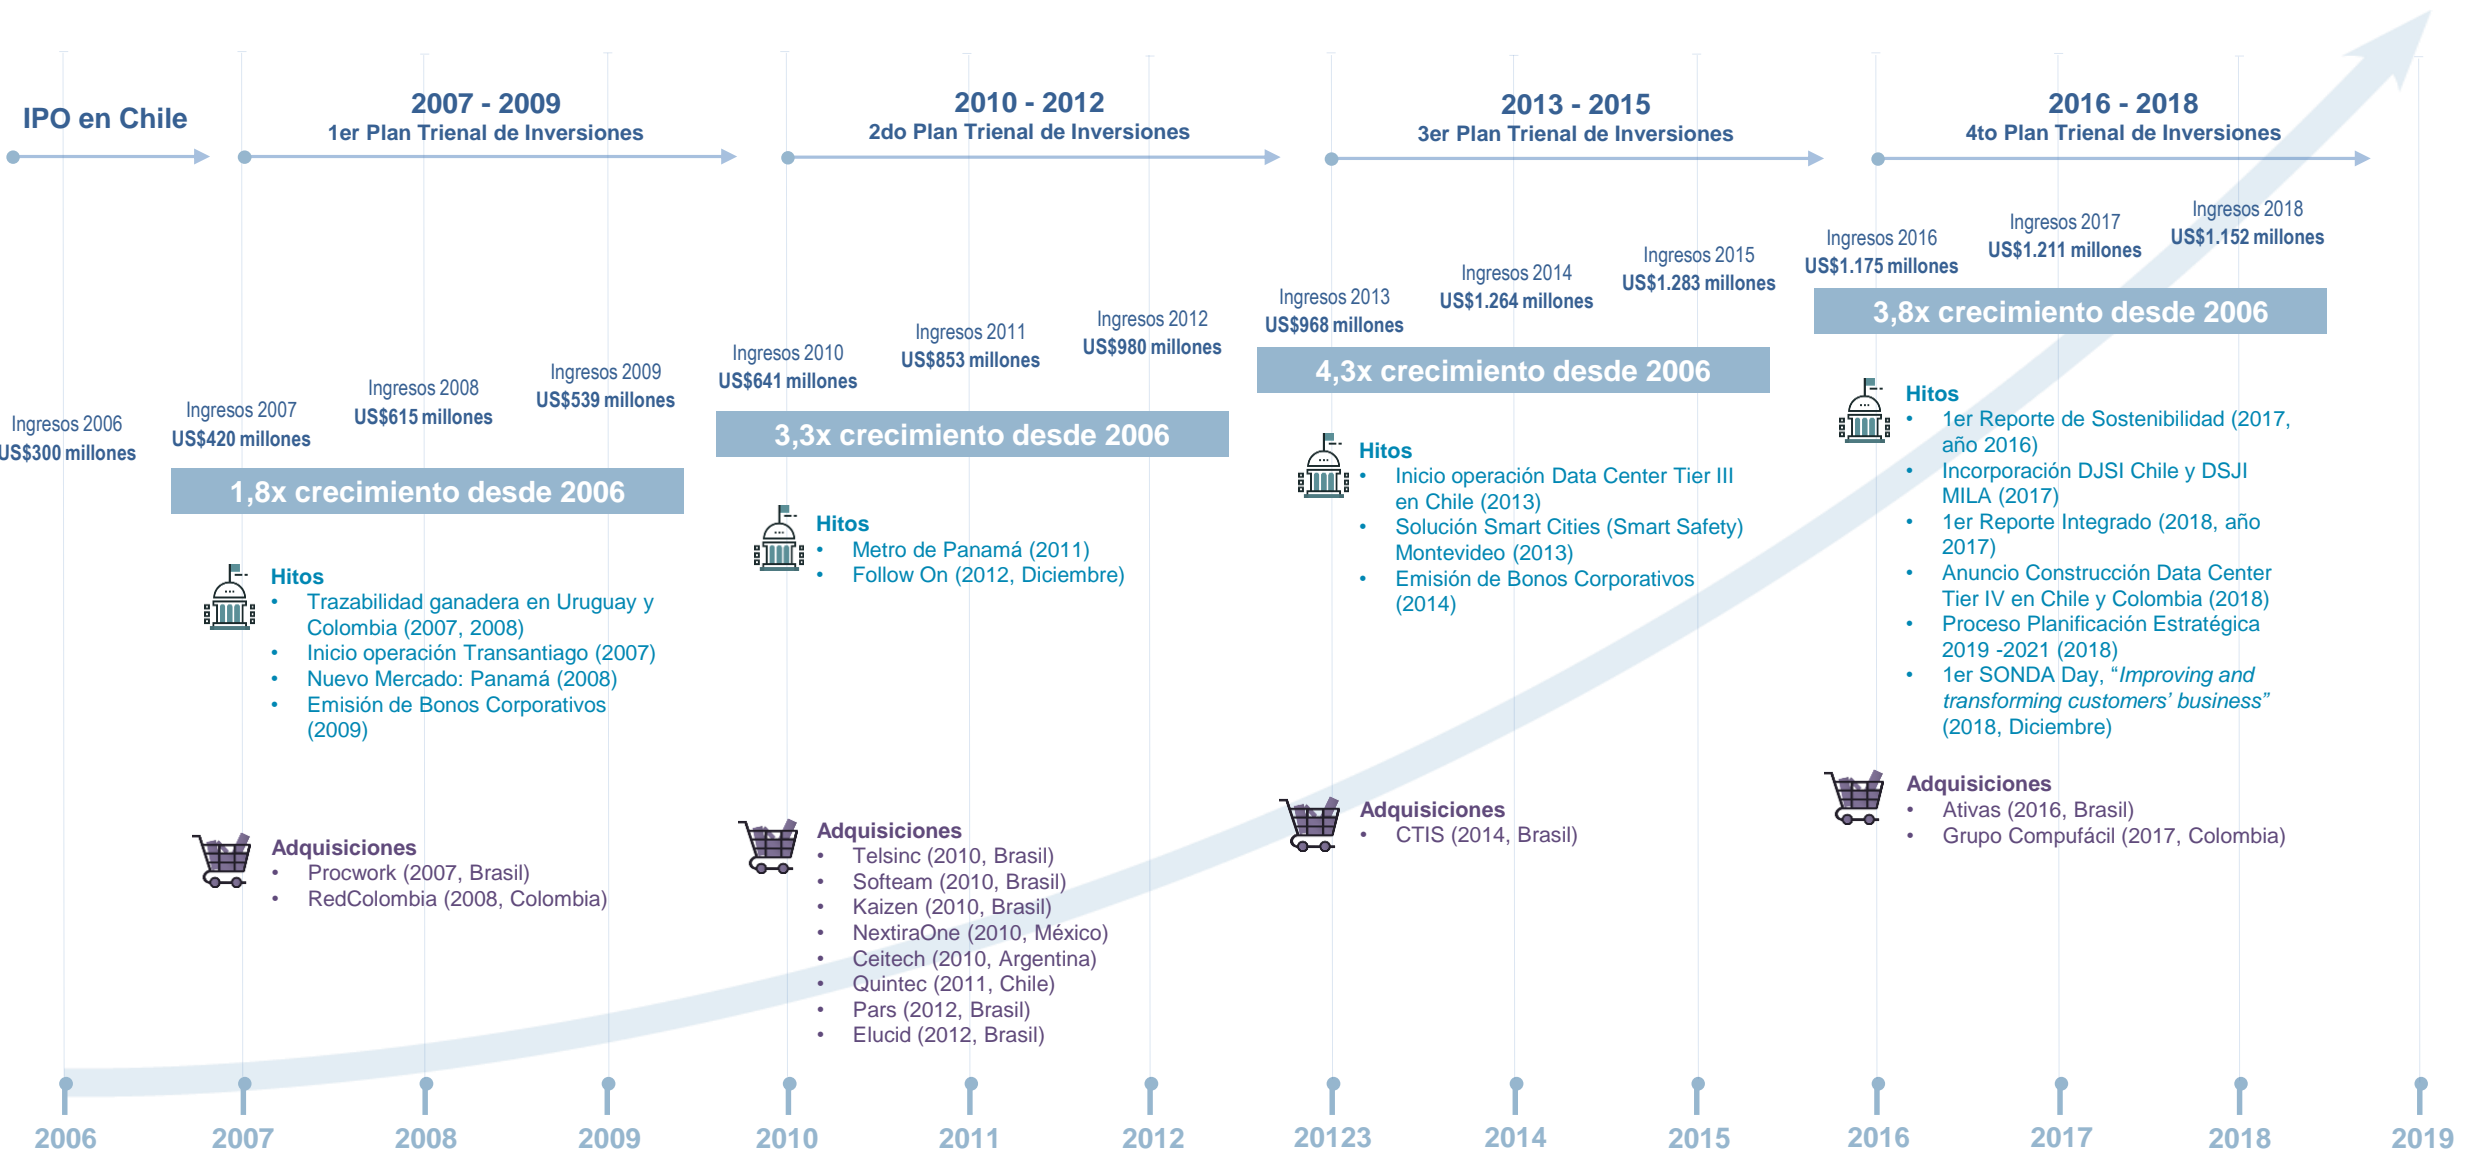 IPO en Chile
2007 - 2009
1er Plan Trienal de Inversiones
2010 - 2012
2do Plan Trienal de Inversiones
2013 - 2015
3er Plan Trienal de Inversiones
2016 - 2018
4to Plan Trienal de Inversiones
Ingresos 2006
US$300 millones
Ingresos 2007
US$420 millones
Ingresos 2008
US$615 millones
Ingresos 2009
US$539 millones
1,8x crecimiento desde 2006
Hitos
• Trazabilidad ganadera en Uruguay y
Colombia (2007, 2008)
• Inicio operación Transantiago (2007)
• Nuevo Mercado: Panamá (2008)
• Emisión de Bonos Corporativos
(2009)
Adquisiciones
• Procwork (2007, Brasil)
• RedColombia (2008, Colombia)
Ingresos 2010
US$641 millones
Ingresos 2011
US$853 millones
Ingresos 2012
US$980 millones
3,3x crecimiento desde 2006
Hitos
• Metro de Panamá (2011)
• Follow On (2012, Diciembre)
Adquisiciones
• Telsinc (2010, Brasil)
• Softeam (2010, Brasil)
• Kaizen (2010, Brasil)
• NextiraOne (2010, México)
• Ceitech (2010, Argentina)
• Quintec (2011, Chile)
• Pars (2012, Brasil)
• Elucid (2012, Brasil)
Ingresos 2013
US$968 millones
Ingresos 2014
US$1.264 millones
Ingresos 2015
US$1.283 millones
4,3x crecimiento desde 2006
Hitos
• Inicio operación Data Center Tier III
en Chile (2013)
• Solución Smart Cities (Smart Safety)
Montevideo (2013)
• Emisión de Bonos Corporativos
(2014)
Adquisiciones
• CTIS (2014, Brasil)
Ingresos 2016
US$1.175 millones
Ingresos 2017
US$1.211 millones
Ingresos 2018
US$1.152 millones
3,8x crecimiento desde 2006
Hitos
• 1er Reporte de Sostenibilidad (2017,
año 2016)
• Incorporación DJSI Chile y DSJI
MILA (2017)
• 1er Reporte Integrado (2018, año
2017)
• Anuncio Construcción Data Center
Tier IV en Chile y Colombia (2018)
• Proceso Planificación Estratégica
2019 -2021 (2018)
• 1er SONDA Day, “Improving and
transforming customers’ business”
(2018, Diciembre)
Adquisiciones
• Ativas (2016, Brasil)
• Grupo Compufácil (2017, Colombia)
2006
2007
2008
2009
2010
2011
2012
20123
2014
2015
2016
2017
2018
2019